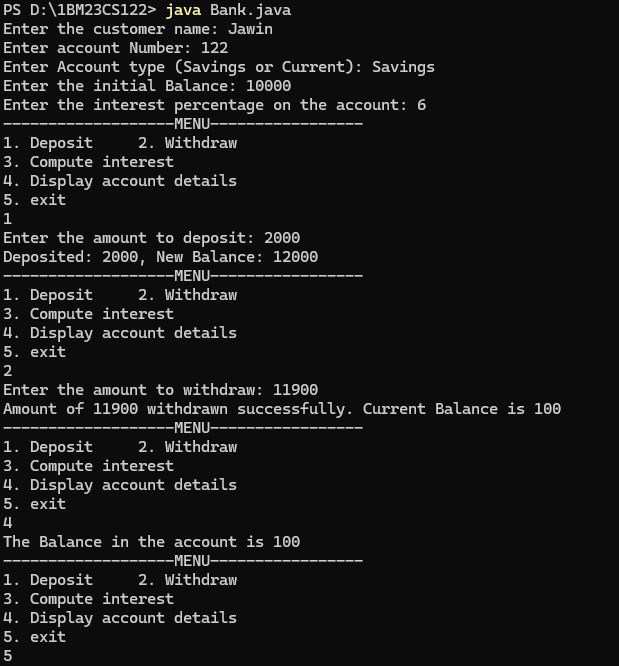 PS D:\1BM23CS122> java Bank.java
Enter the customer name: Jawin
Enter account Number: 122
Enter Account type (Savings or Current): Savings
Enter the initial Balance: 10000
Enter the interest percentage on the account: 6
-------------------MENU-----------------
1. Deposit     2. Withdraw
3. Compute interest
4. Display account details
5. exit
1
Enter the amount to deposit: 2000
Deposited: 2000, New Balance: 12000
-------------------MENU-----------------
1. Deposit     2. Withdraw
3. Compute interest
4. Display account details
5. exit
2
Enter the amount to withdraw: 11900
Amount of 11900 withdrawn successfully. Current Balance is 100
-------------------MENU-----------------
1. Deposit     2. Withdraw
3. Compute interest
4. Display account details
5. exit
4
The Balance in the account is 100
-------------------MENU-----------------
1. Deposit     2. Withdraw
3. Compute interest
4. Display account details
5. exit
5